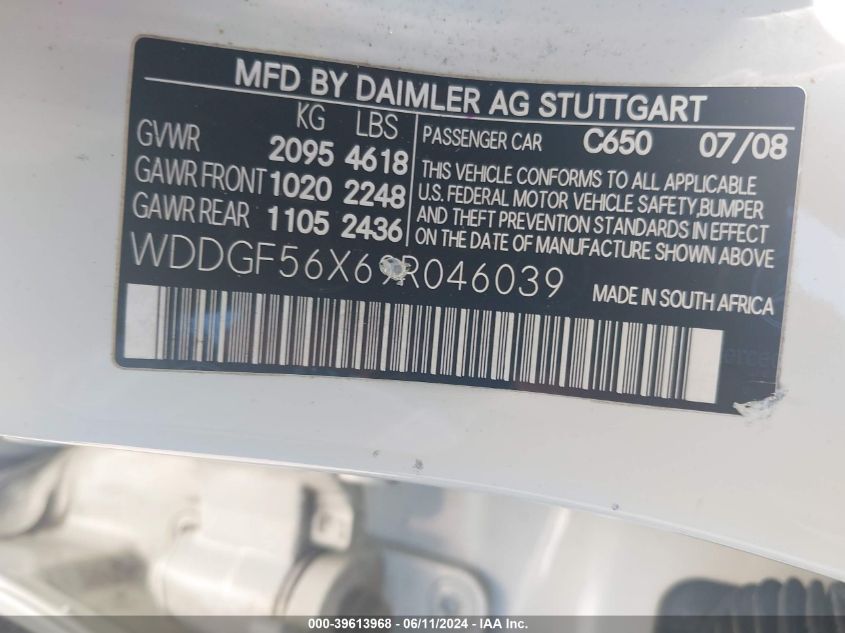 MFD BY DAIMLER AG STUTTGART
KG LBS
GVWR 2095 4618
GAWR FRONT 1020 2248
GAWR REAR 1105 2436
PASSENGER CAR C650 07/08
THIS VEHICLE CONFORMS TO ALL APPLICABLE
U.S. FEDERAL MOTOR VEHICLE SAFETY, BUMPER
AND THEFT PREVENTION STANDARDS IN EFFECT
ON THE DATE OF MANUFACTURE SHOWN ABOVE
WDDGF56X69R046039
MADE IN SOUTH AFRICA
000-39613968 - 06/11/2024 - IAA Inc.